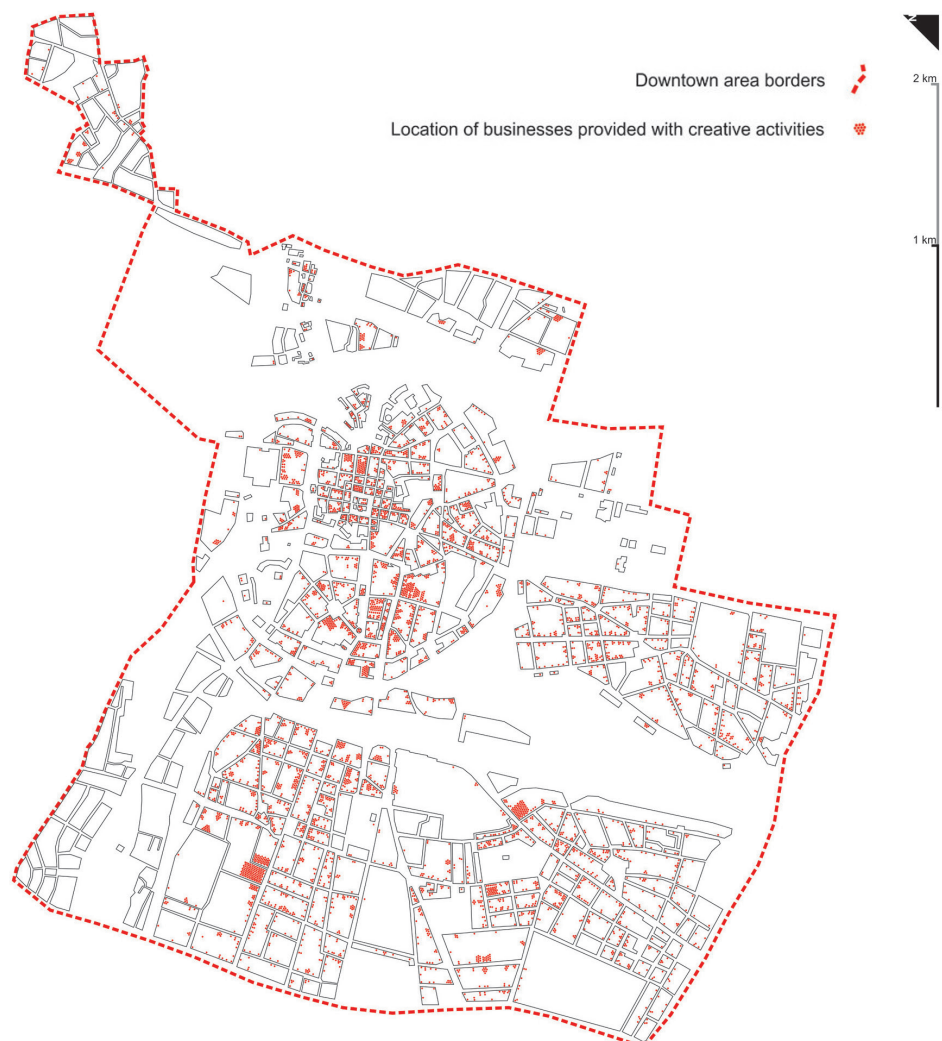 N
Downtown area borders
2 km
Location of businesses provided with creative activities
1 km